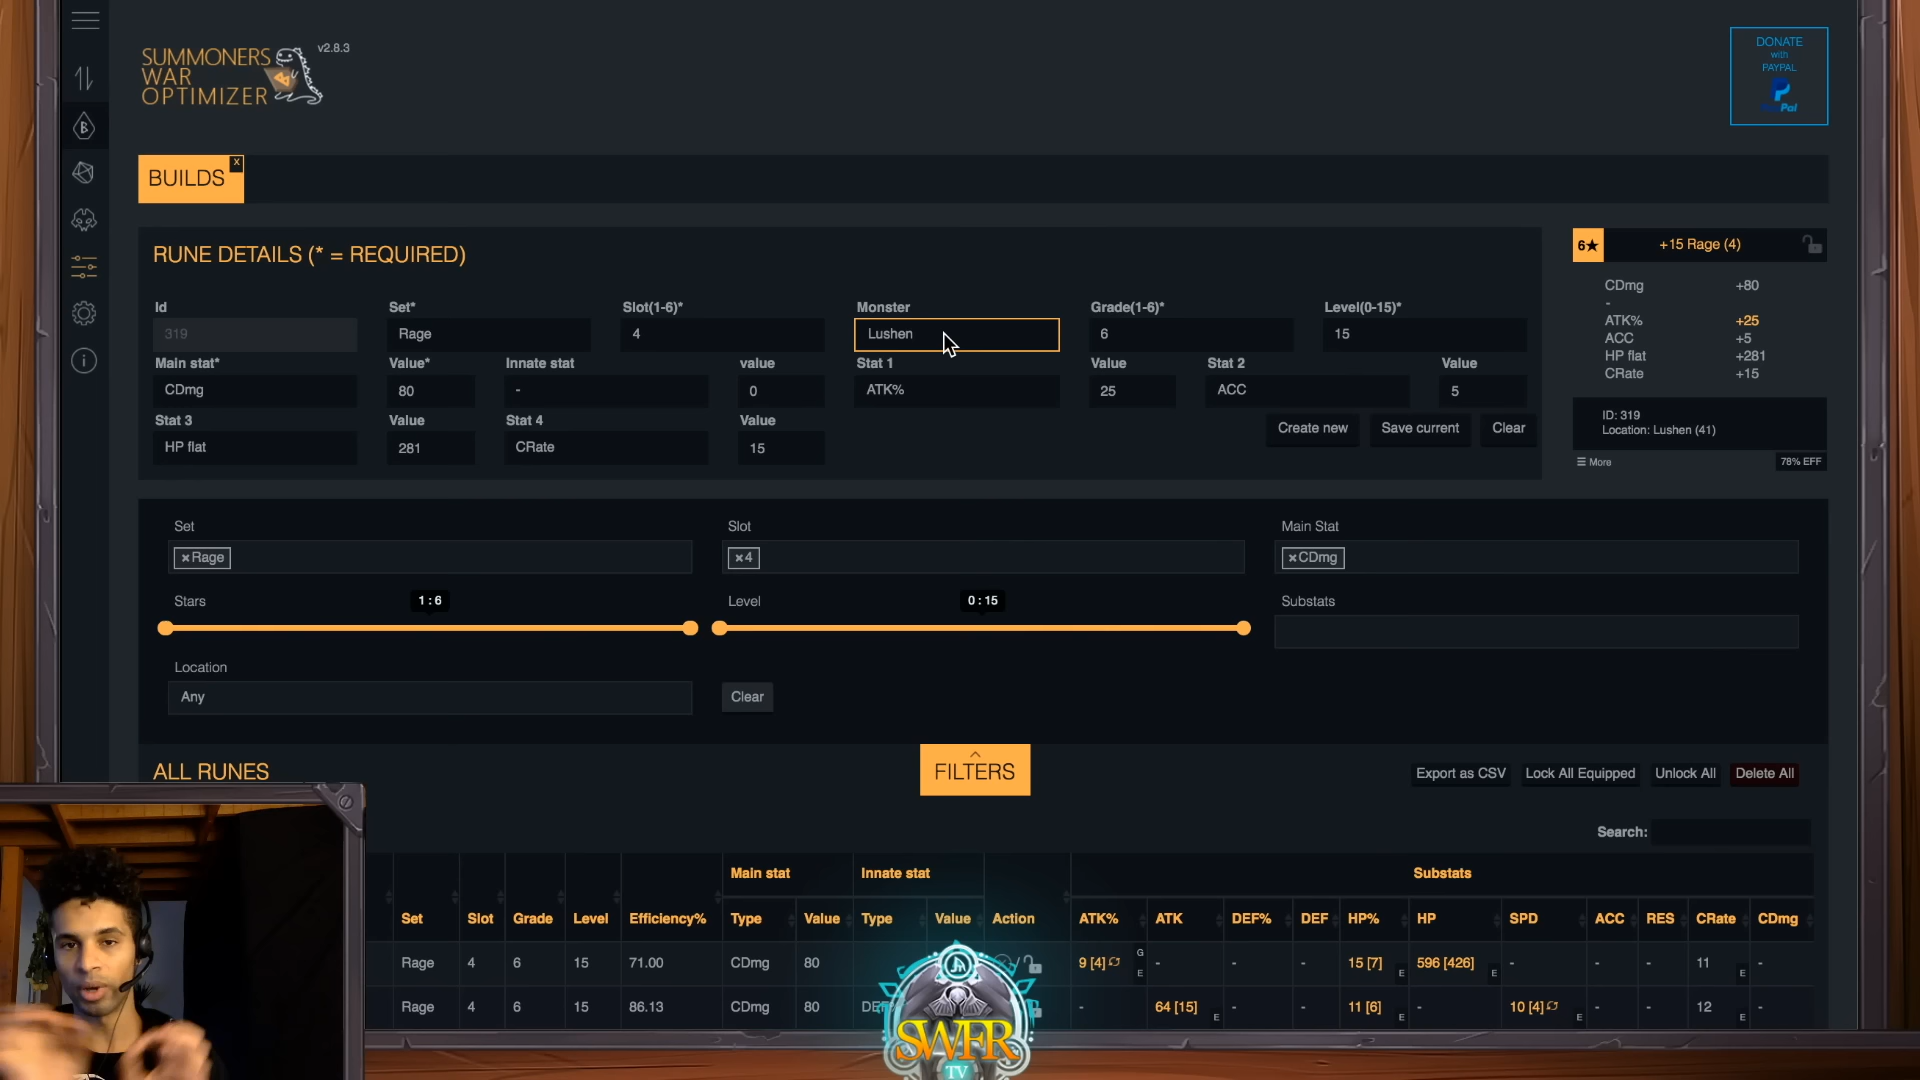 SUMMONERS
WAR
OPTIMIZER
v2.8.3
DONATE
with
PAYPAL
PayPal
BUILDS
x
RUNE DETAILS (* = REQUIRED)
Id
Set*
Slot(1-6)*
Monster
Grade(1-6)*
Level(0-15)*
319
Rage
4
Lushen
6
15
Main stat*
Value*
Innate stat
value
Stat 1
Value
Stat 2
Value
CDmg
80
-
0
ATK%
25
ACC
5
Stat 3
Value
Stat 4
Value
HP flat
281
CRate
15
Create new
Save current
Clear
6★
+15 Rage (4)
CDmg +80
-
ATK% +25
ACC +5
HP flat +281
CRate +15
ID: 319
Location: Lushen (41)
More
78% EFF
Set
Slot
Main Stat
×Rage
×4
×CDmg
Stars
1 : 6
Level
0 : 15
Substats
Location
Any
Clear
ALL RUNES
FILTERS
Export as CSV
Lock All Equipped
Unlock All
Delete All
Search:
Main stat
Innate stat
Substats
Set Slot Grade Level Efficiency% Type Value Type Value Action ATK% ATK DEF% DEF HP% HP SPD ACC RES CRate CDmg
Rage 4 6 15 71.00 CDmg 80 9 [4] G E - - - 15 [7] E 596 [426] E - - - 11 E -
Rage 4 6 15 86.13 CDmg 80 - 64 [15] E - - 11 [6] E - 10 [4] E - - 12 E -
SWFR
TV